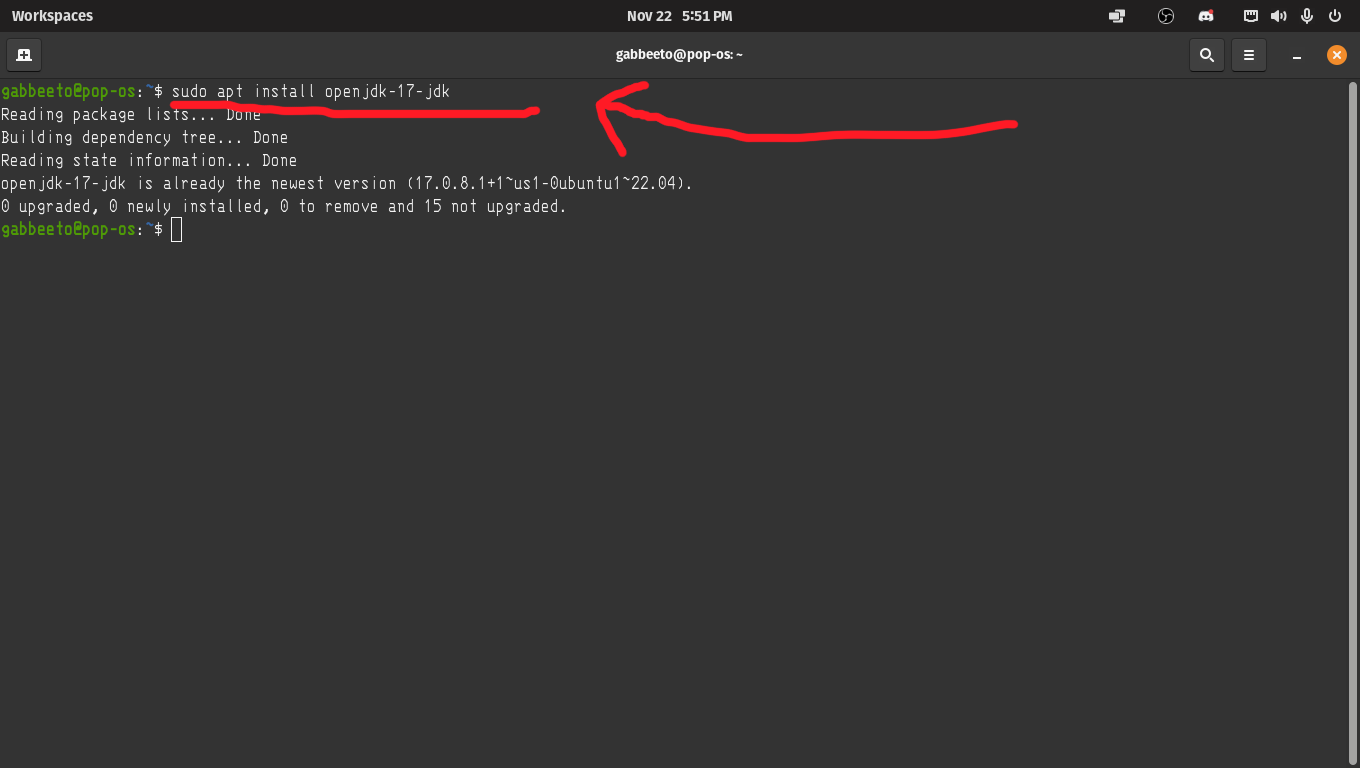 Workspaces
Nov 22 5:51 PM
gabbeeto@pop-os: ~
gabbeeto@pop-os:~$ sudo apt install openjdk-17-jdk
Reading package lists... Done
Building dependency tree... Done
Reading state information... Done
openjdk-17-jdk is already the newest version (17.0.8.1+1~us1-0ubuntu1~22.04).
0 upgraded, 0 newly installed, 0 to remove and 15 not upgraded.
gabbeeto@pop-os:~$